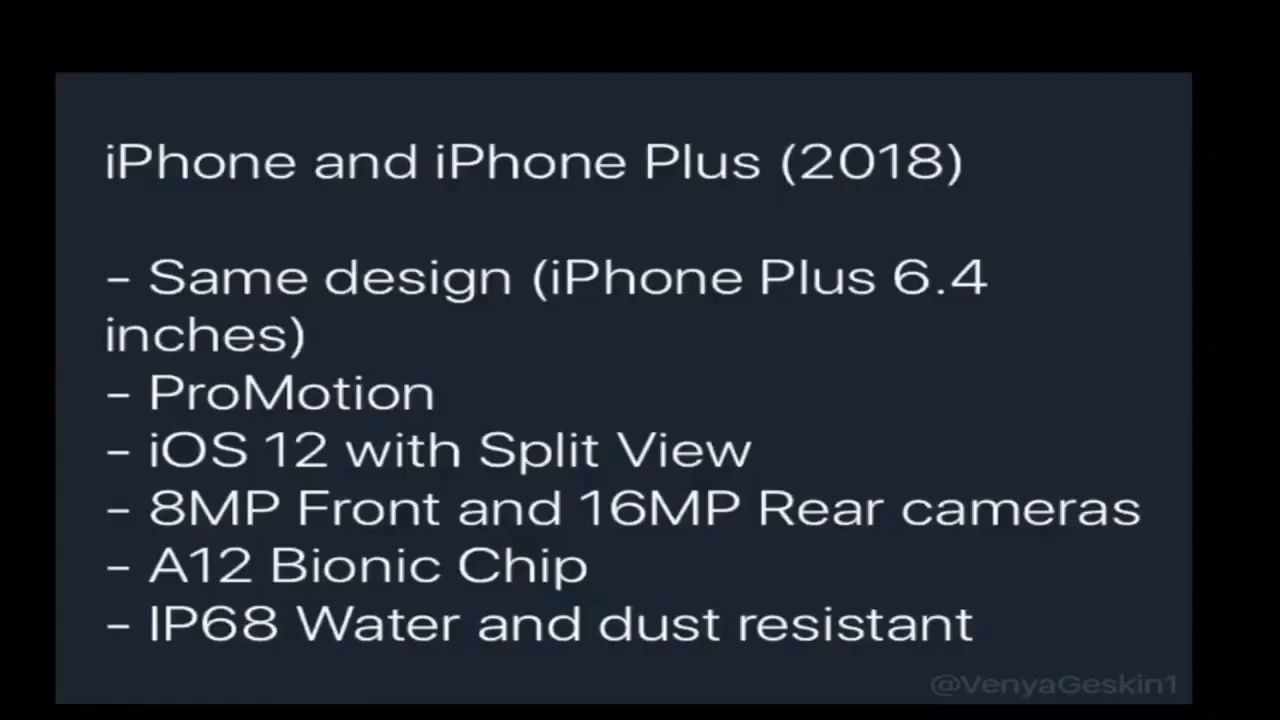 iPhone and iPhone Plus (2018)
- Same design (iPhone Plus 6.4
inches)
- ProMotion
- iOS 12 with Split View
- 8MP Front and 16MP Rear cameras
- A12 Bionic Chip
- IP68 Water and dust resistant
@VenyaGeskin1